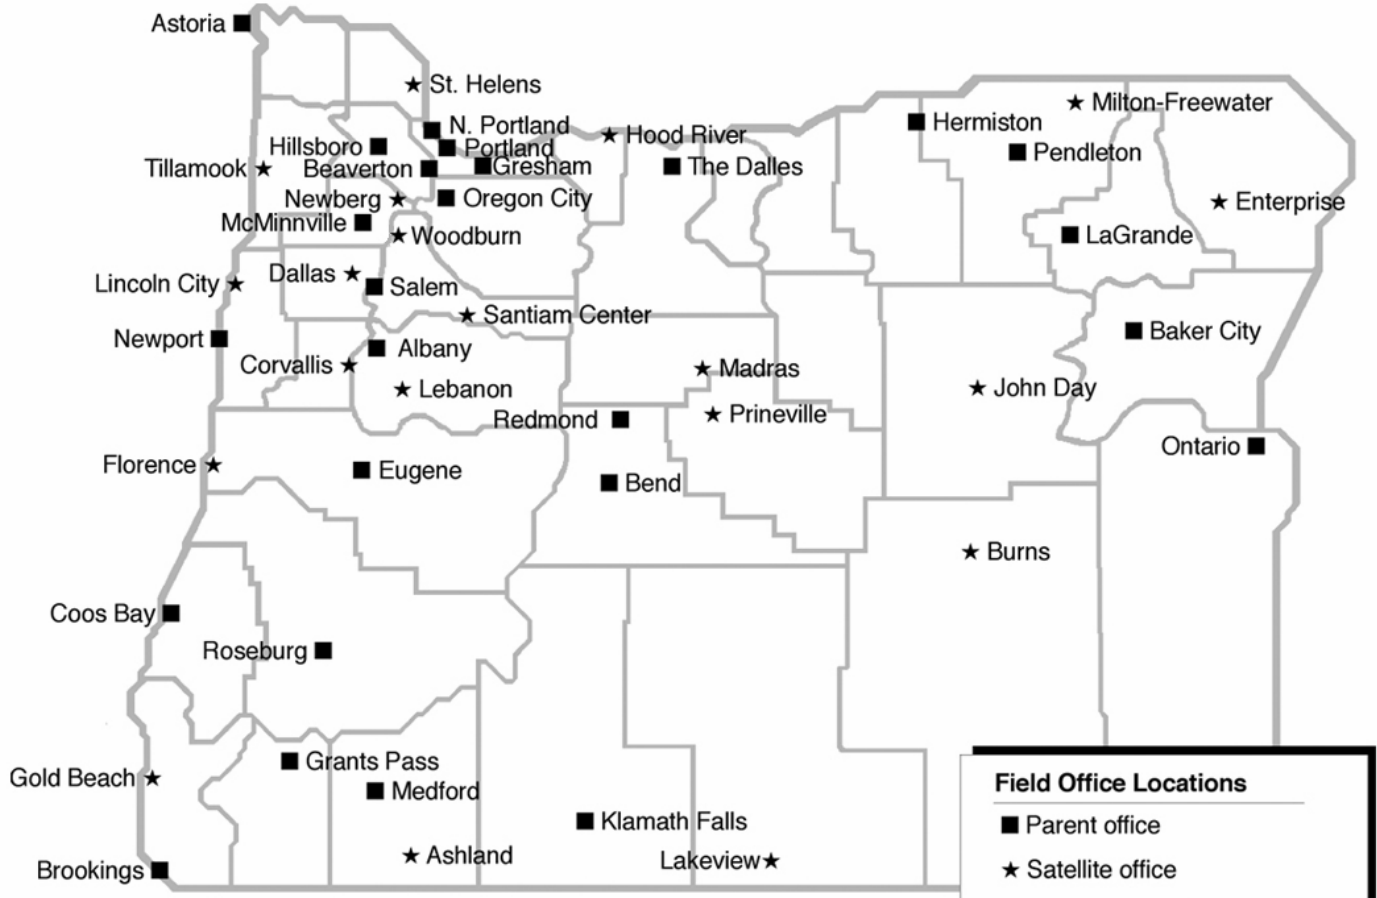 Astoria
St. Helens
Milton-Freewater
Hermiston
N. Portland
Hood River
Hillsboro
Portland
Pendleton
Tillamook
Beaverton
Gresham
The Dalles
Newberg
Oregon City
Enterprise
McMinnville
Woodburn
LaGrande
Dallas
Lincoln City
Salem
Santiam Center
Baker City
Newport
Albany
Corvallis
Madras
Lebanon
John Day
Redmond
Prineville
Ontario
Florence
Eugene
Bend
Burns
Coos Bay
Roseburg
Grants Pass
Gold Beach
Medford
Klamath Falls
Ashland
Lakeview
Brookings
Field Office Locations
Parent office
Satellite office